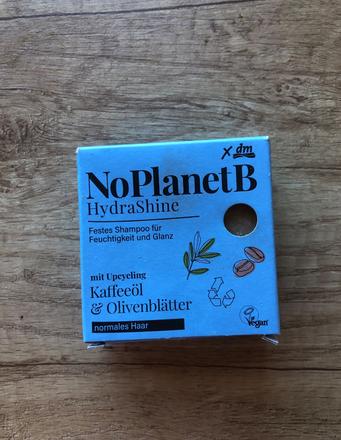 X dm
NoPlanetB
HydraShine
Festes Shampoo für
Feuchtigkeit und Glanz
mit Upcycling
Kaffeeöl
& Olivenblätter
normales Haar
Vegan